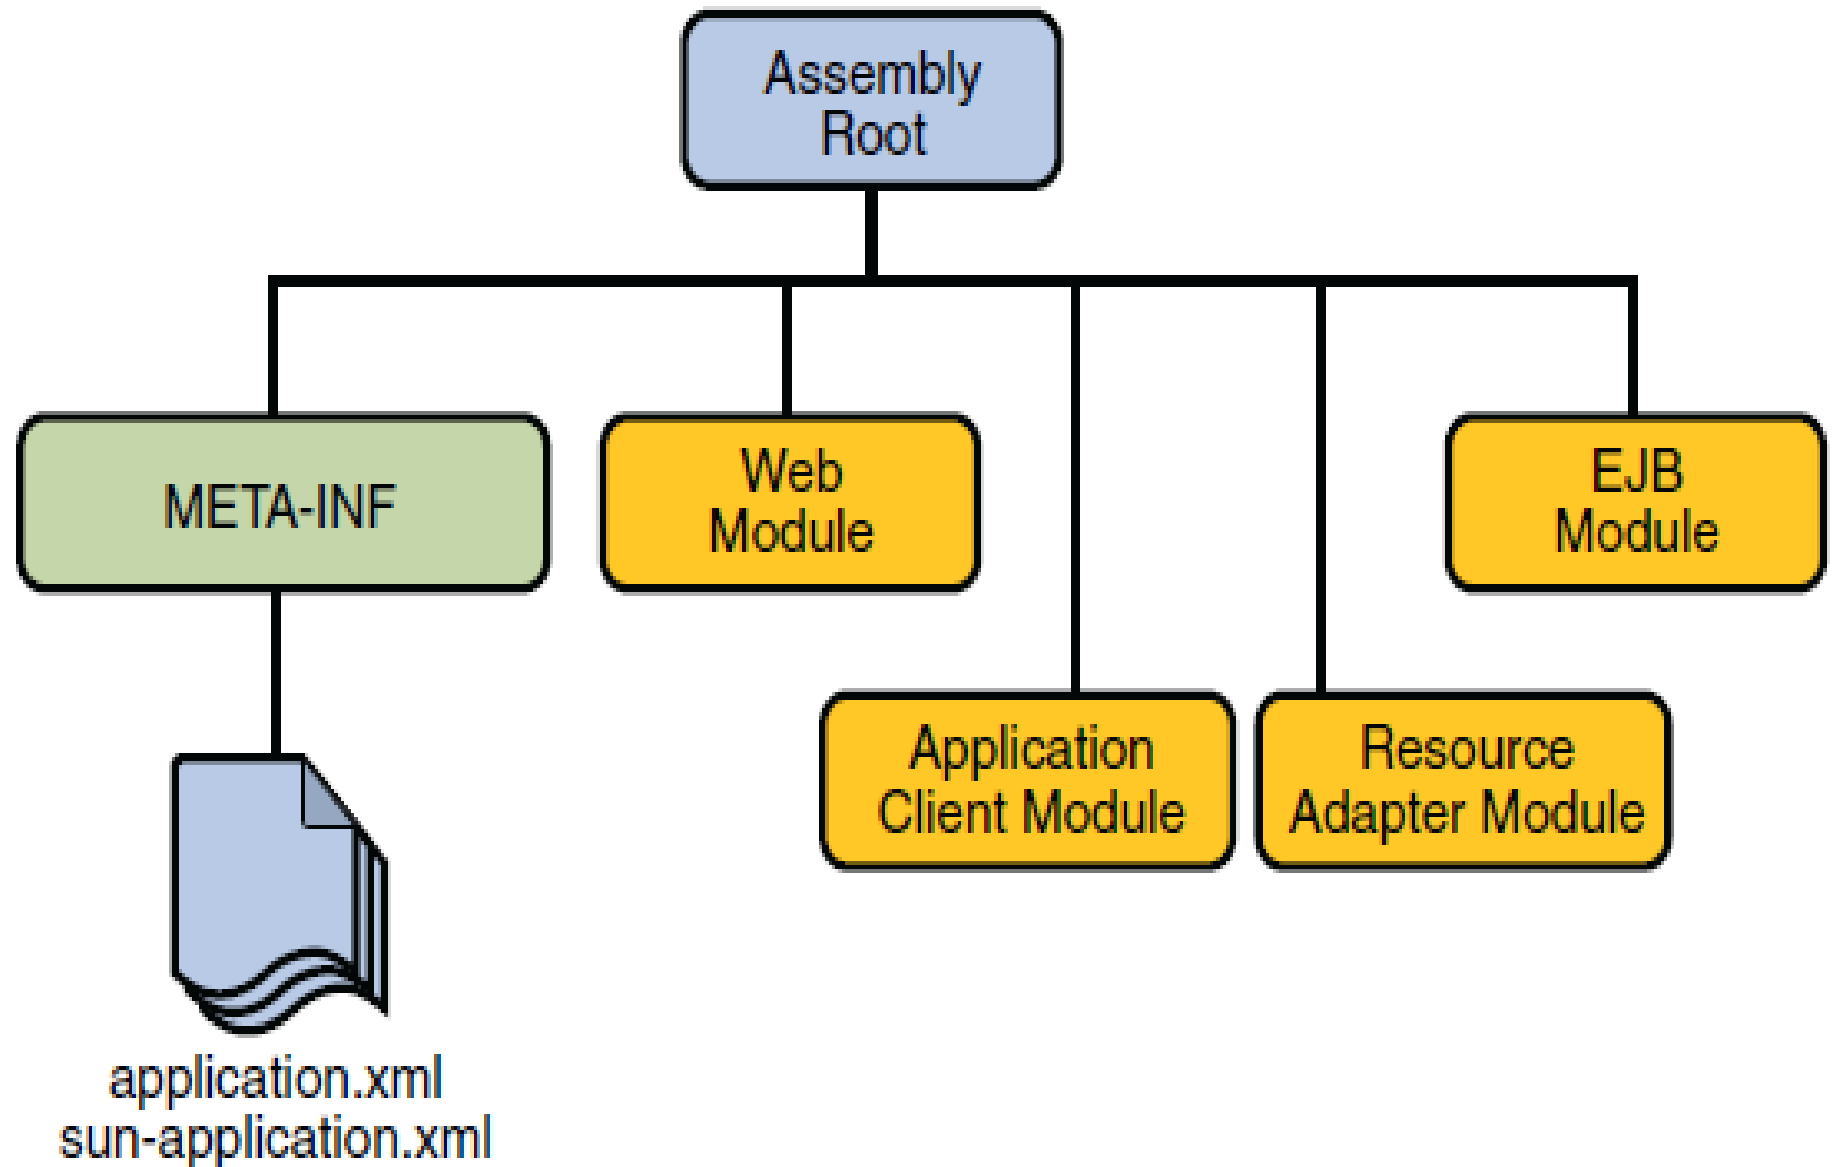 Assembly
Root
META-INF
Web
Module
EJB
Module
Application
Client Module
Resource
Adapter Module
application.xml
sun-application.xml